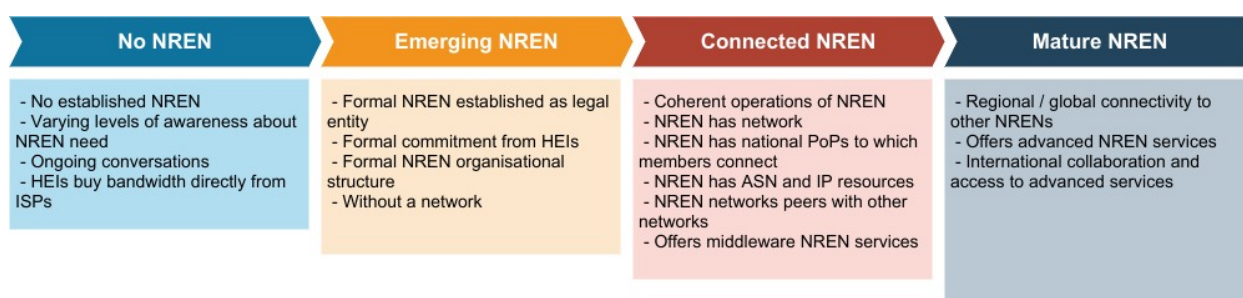 No NREN
Emerging NREN
Connected NREN
Mature NREN
- No established NREN
- Varying levels of awareness about
NREN need
- Ongoing conversations
- HEIs buy bandwidth directly from
ISPs
- Formal NREN established as legal
entity
- Formal commitment from HEIs
- Formal NREN organisational
structure
- Without a network
- Coherent operations of NREN
- NREN has network
- NREN has national PoPs to which
members connect
- NREN has ASN and IP resources
- NREN networks peers with other
networks
- Offers middleware NREN services
- Regional / global connectivity to
other NRENs
- Offers advanced NREN services
- International collaboration and
access to advanced services